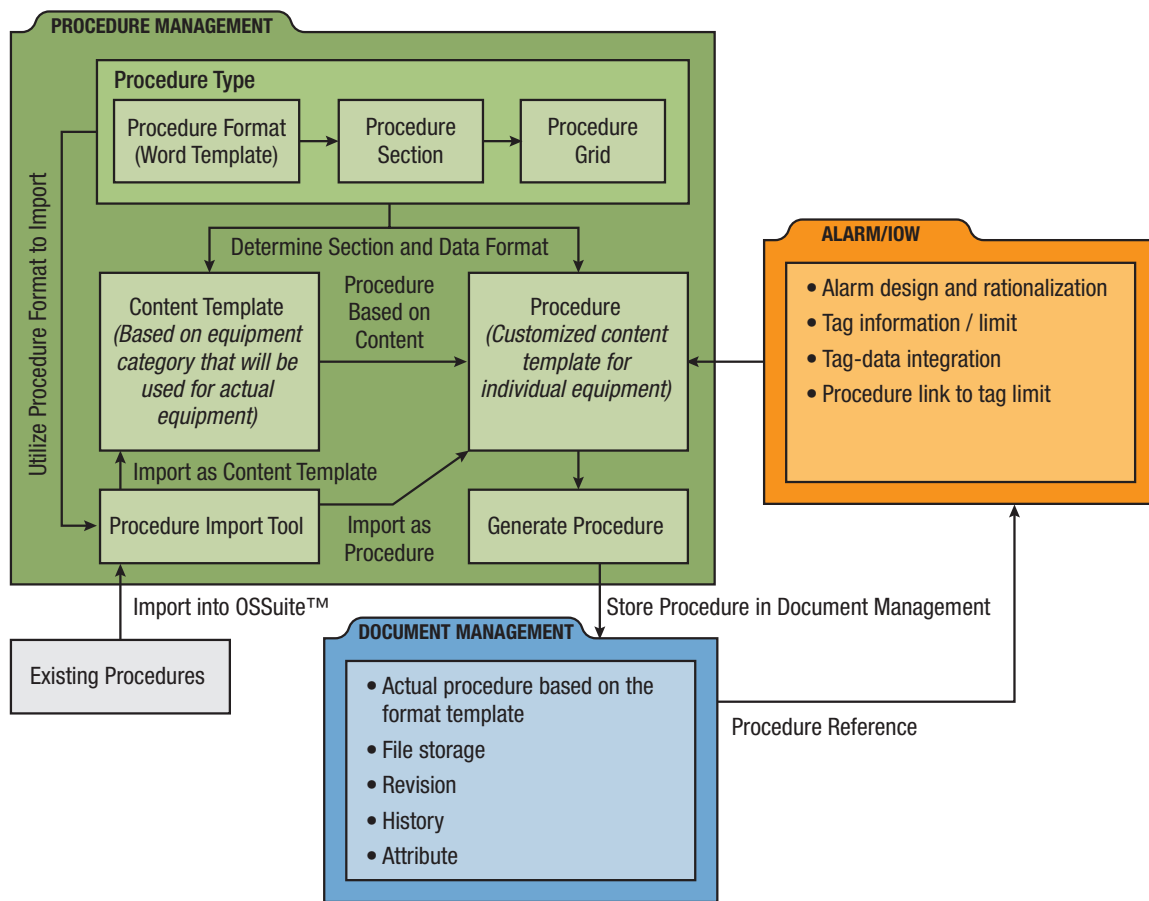 PROCEDURE MANAGEMENT
Procedure Type
Procedure Format
(Word Template)
Procedure
Section
Procedure
Grid
Utilize Procedure Format to Import
Determine Section and Data Format
Content Template
(Based on equipment
category that will be
used for actual
equipment)
Procedure
Based on
Content
Procedure
(Customized content
template for
individual equipment)
Import as Content Template
Procedure Import Tool
Import as
Procedure
Generate Procedure
ALARM/IOW
• Alarm design and rationalization
• Tag information / limit
• Tag-data integration
• Procedure link to tag limit
Import into OSSuite™
Existing Procedures
Store Procedure in Document Management
DOCUMENT MANAGEMENT
• Actual procedure based on the
format template
• File storage
• Revision
• History
• Attribute
Procedure Reference